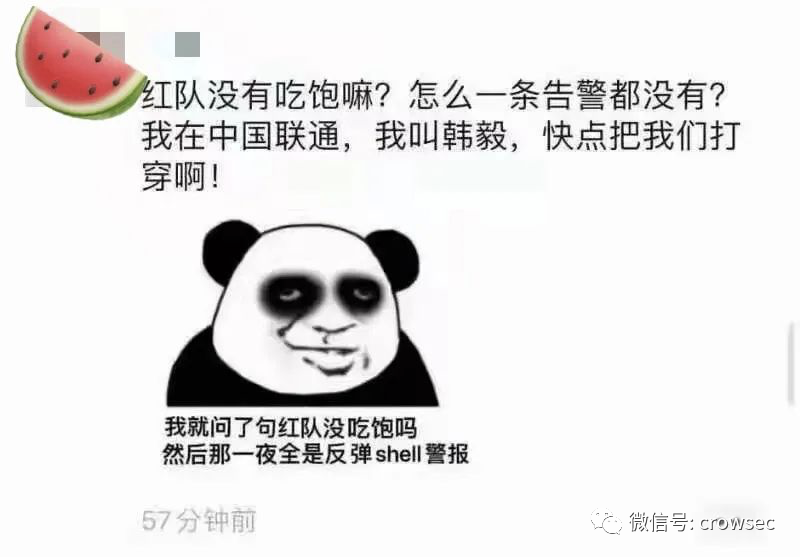 红队没有吃饱嘛？怎么一条告警都没有？
我在中国联通，我叫韩毅，快点把我们打
穿啊！
我就问了句红队没吃饱吗
然后那一夜全是反弹shell警报
57分钟前
微信号: crowsec